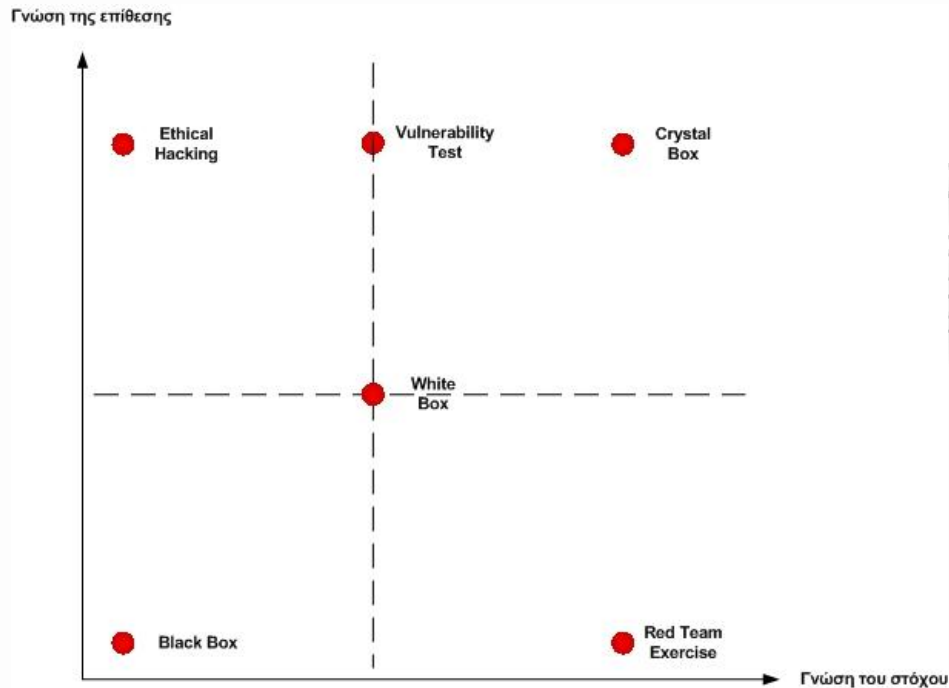 Γνώση της επίθεσης
Ethical
Hacking
Vulnerability
Test
Crystal
Box
White
Box
Black Box
Red Team
Exercise
Γνώση του στόχου